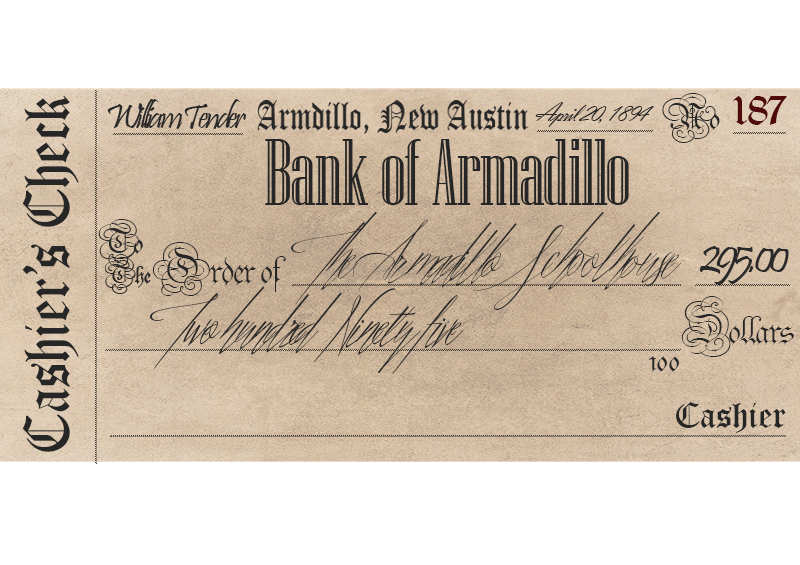 Cashier's Check
William Tender Armdillo, New Austin April 20, 1894 No 187
Bank of Armadillo
To The Order of The Armadillo Schoolhouse 295.00
Two hundred Ninety five Dollars
100
Cashier